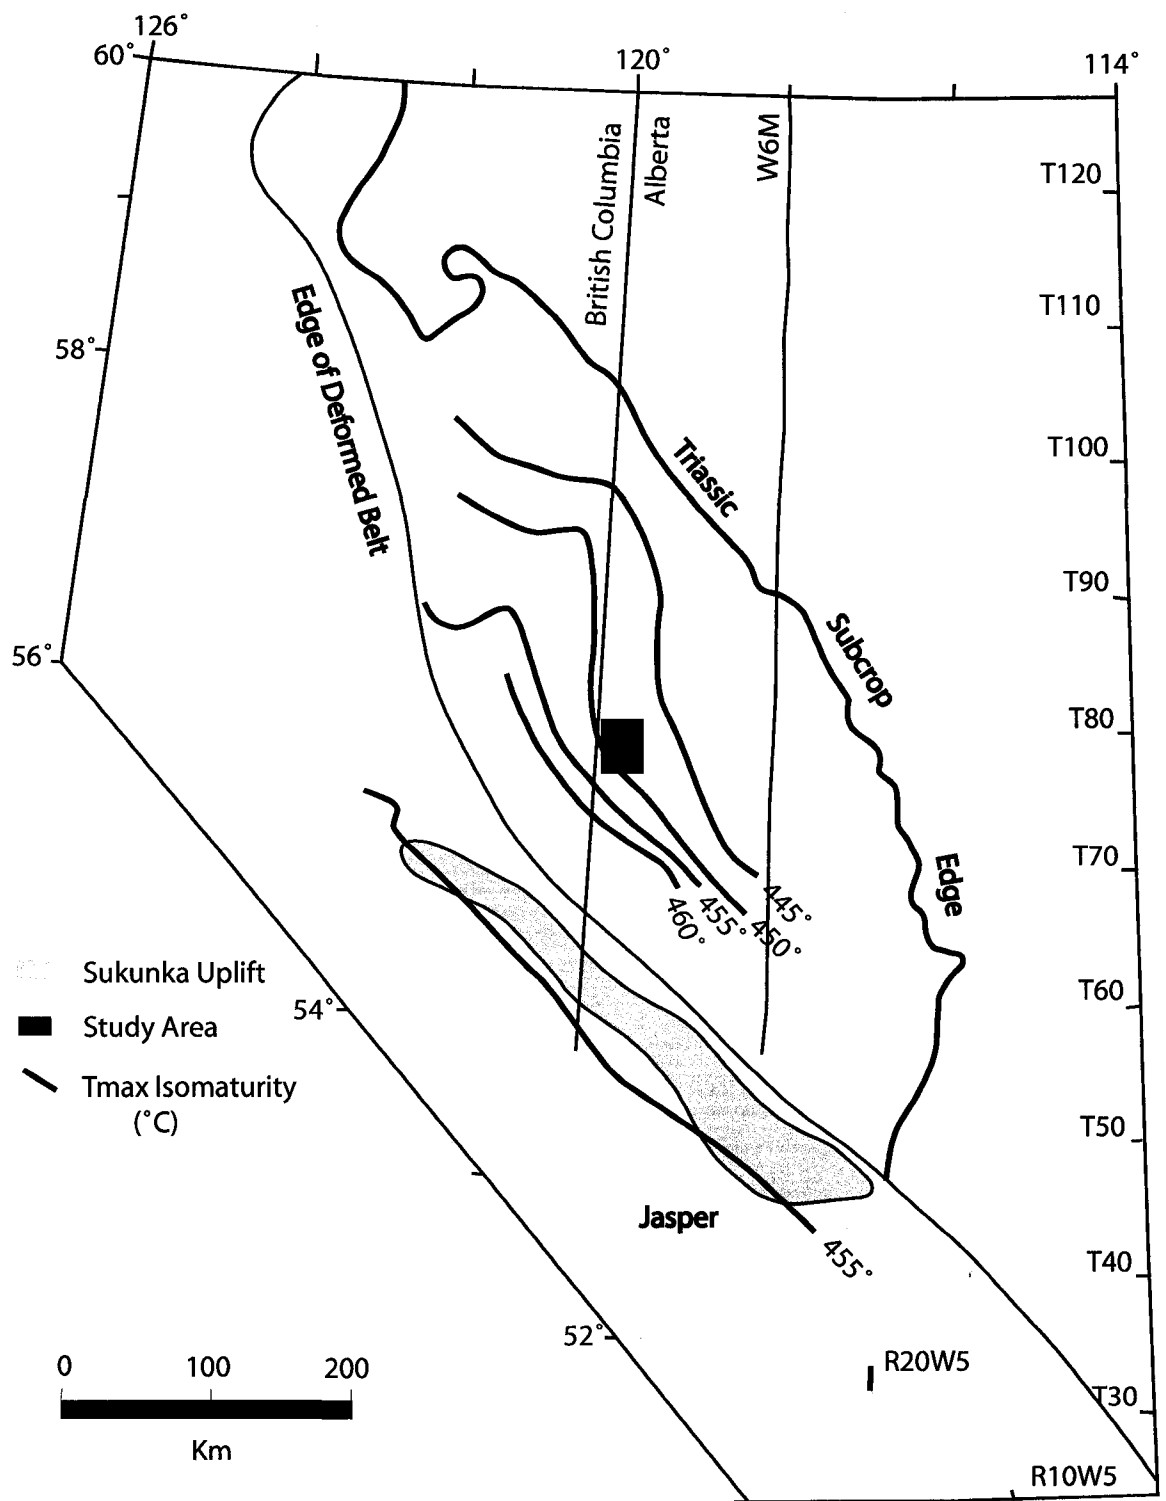 126˚
60˚
120˚
114˚
British Columbia
Alberta
W6M
T120
T110
Edge of Deformed Belt
58˚
T100
Triassic
T90
Subcrop
56˚
T80
T70
Edge
445˚
450˚
455˚
460˚
Sukunka Uplift
Study Area
Tmax Isomaturity
(˚C)
54˚
T60
T50
Jasper
455˚
T40
52˚
R20W5
T30
R10W5
0 100 200
Km